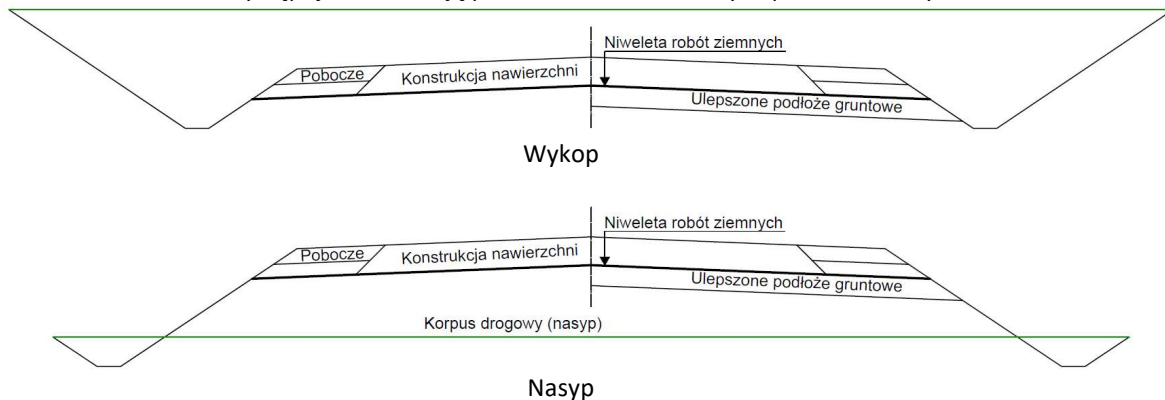 Niweleta robót ziemnych
Pobocze
Konstrukcja nawierzchni
Ulepszone podłoże gruntowe
Wykop
Niweleta robót ziemnych
Pobocze
Konstrukcja nawierzchni
Ulepszone podłoże gruntowe
Korpus drogowy (nasyp)
Nasyp